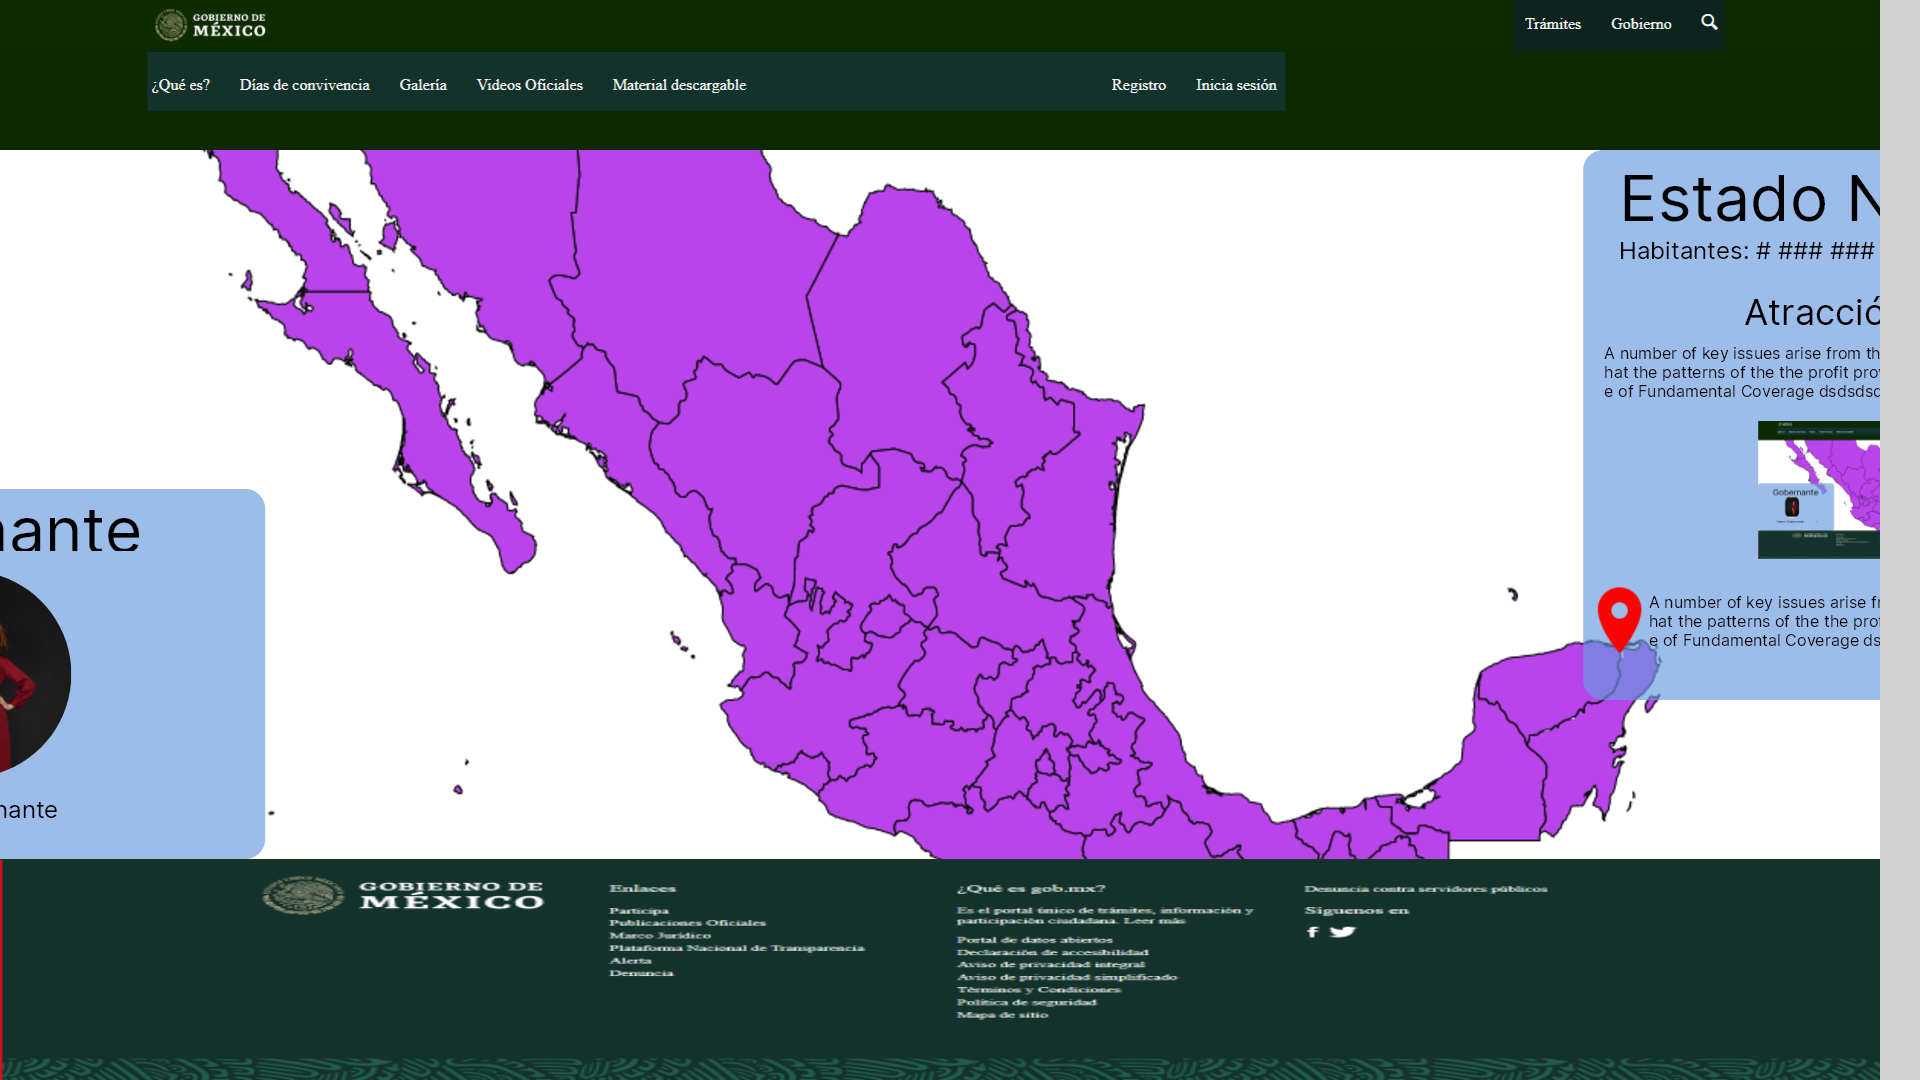 GOBIERNO DE
MÉXICO
Trámites
Gobierno
¿Qué es?
Días de convivencia
Galería
Videos Oficiales
Material descargable
Registro
Inicia sesión
Estado N
Habitantes: # ### ###
Atracció
A number of key issues arise from th
hat the patterns of the the profit prov
e of Fundamental Coverage dsdsdsd
Gobernante
A number of key issues arise fr
hat the patterns of the the prof
e of Fundamental Coverage ds
nante
nante
GOBIERNO DE
MÉXICO
Enlaces
Participa
Publicaciones Oficiales
Marco Jurídico
Plataforma Nacional de Transparencia
Alerta
Denuncia
¿Qué es gob.mx?
Es el portal único de trámites, información y
participación ciudadana. Leer más
Portal de datos abiertos
Declaración de accesibilidad
Aviso de privacidad integral
Aviso de privacidad simplificado
Términos y Condiciones
Política de seguridad
Mapa de sitio
Denuncia contra servidores públicos
Síguenos en